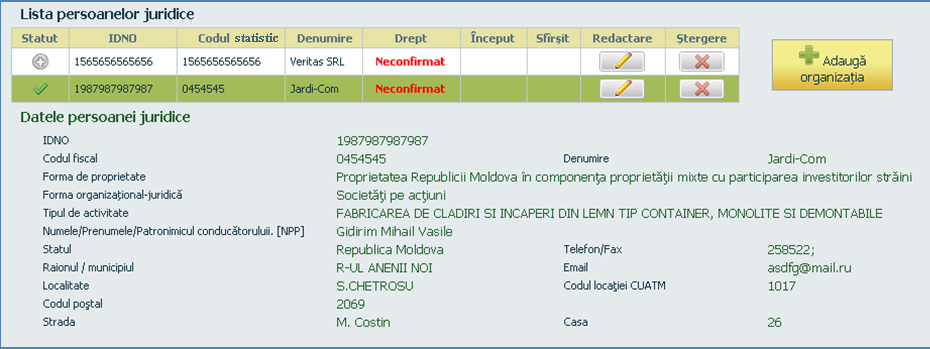 Lista persoanelor juridice
Statut IDNO Codul statistic Denumire Drept Început Sfîrşit Redactare Ştergere
1565656565656 1565656565656 Veritas SRL Neconfirmat
1987987987987 0454545 Jardi-Com Neconfirmat
Adaugă
organizaţia
Datele persoanei juridice
IDNO 1987987987987
Codul fiscal 0454545 Denumire Jardi-Com
Forma de proprietate Proprietatea Republicii Moldova în componenţa proprietăţii mixte cu participarea investitorilor străini
Forma organizaţional-juridică Societăţi pe acţiuni
Tipul de activitate FABRICAREA DE CLADIRI SI INCAPERI DIN LEMN TIP CONTAINER, MONOLITE SI DEMONTABILE
Numele/Prenumele/Patronimicul conducătoruluii. [NPP] Gidirim Mihail Vasile
Statul Republica Moldova Telefon/Fax 258522;
Raionul / municipiul R-UL ANENII NOI Email asdfg@mail.ru
Localitate S.CHETROSU Codul locaţiei CUATM 1017
Codul poştal 2069
Strada M. Costin Casa 26